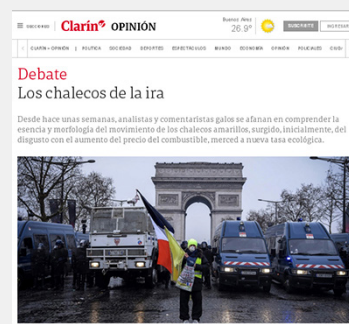 Clarín OPINIÓN
Buenos Aires
26.9°
SUSCRIBITE
INGRESAR
CLARÍN • OPINIÓN | POLÍTICA SOCIEDAD DEPORTES ESPECTÁCULOS MUNDO ECONOMÍA OPINIÓN POLICIALES
Debate
Los chalecos de la ira
Desde hace unas semanas, analistas y comentaristas galos se afanan en comprender la
esencia y morfología del movimiento de los chalecos amarillos, surgido, inicialmente, del
disgusto con el aumento del precio del combustible, merced a nueva tasa ecológica.